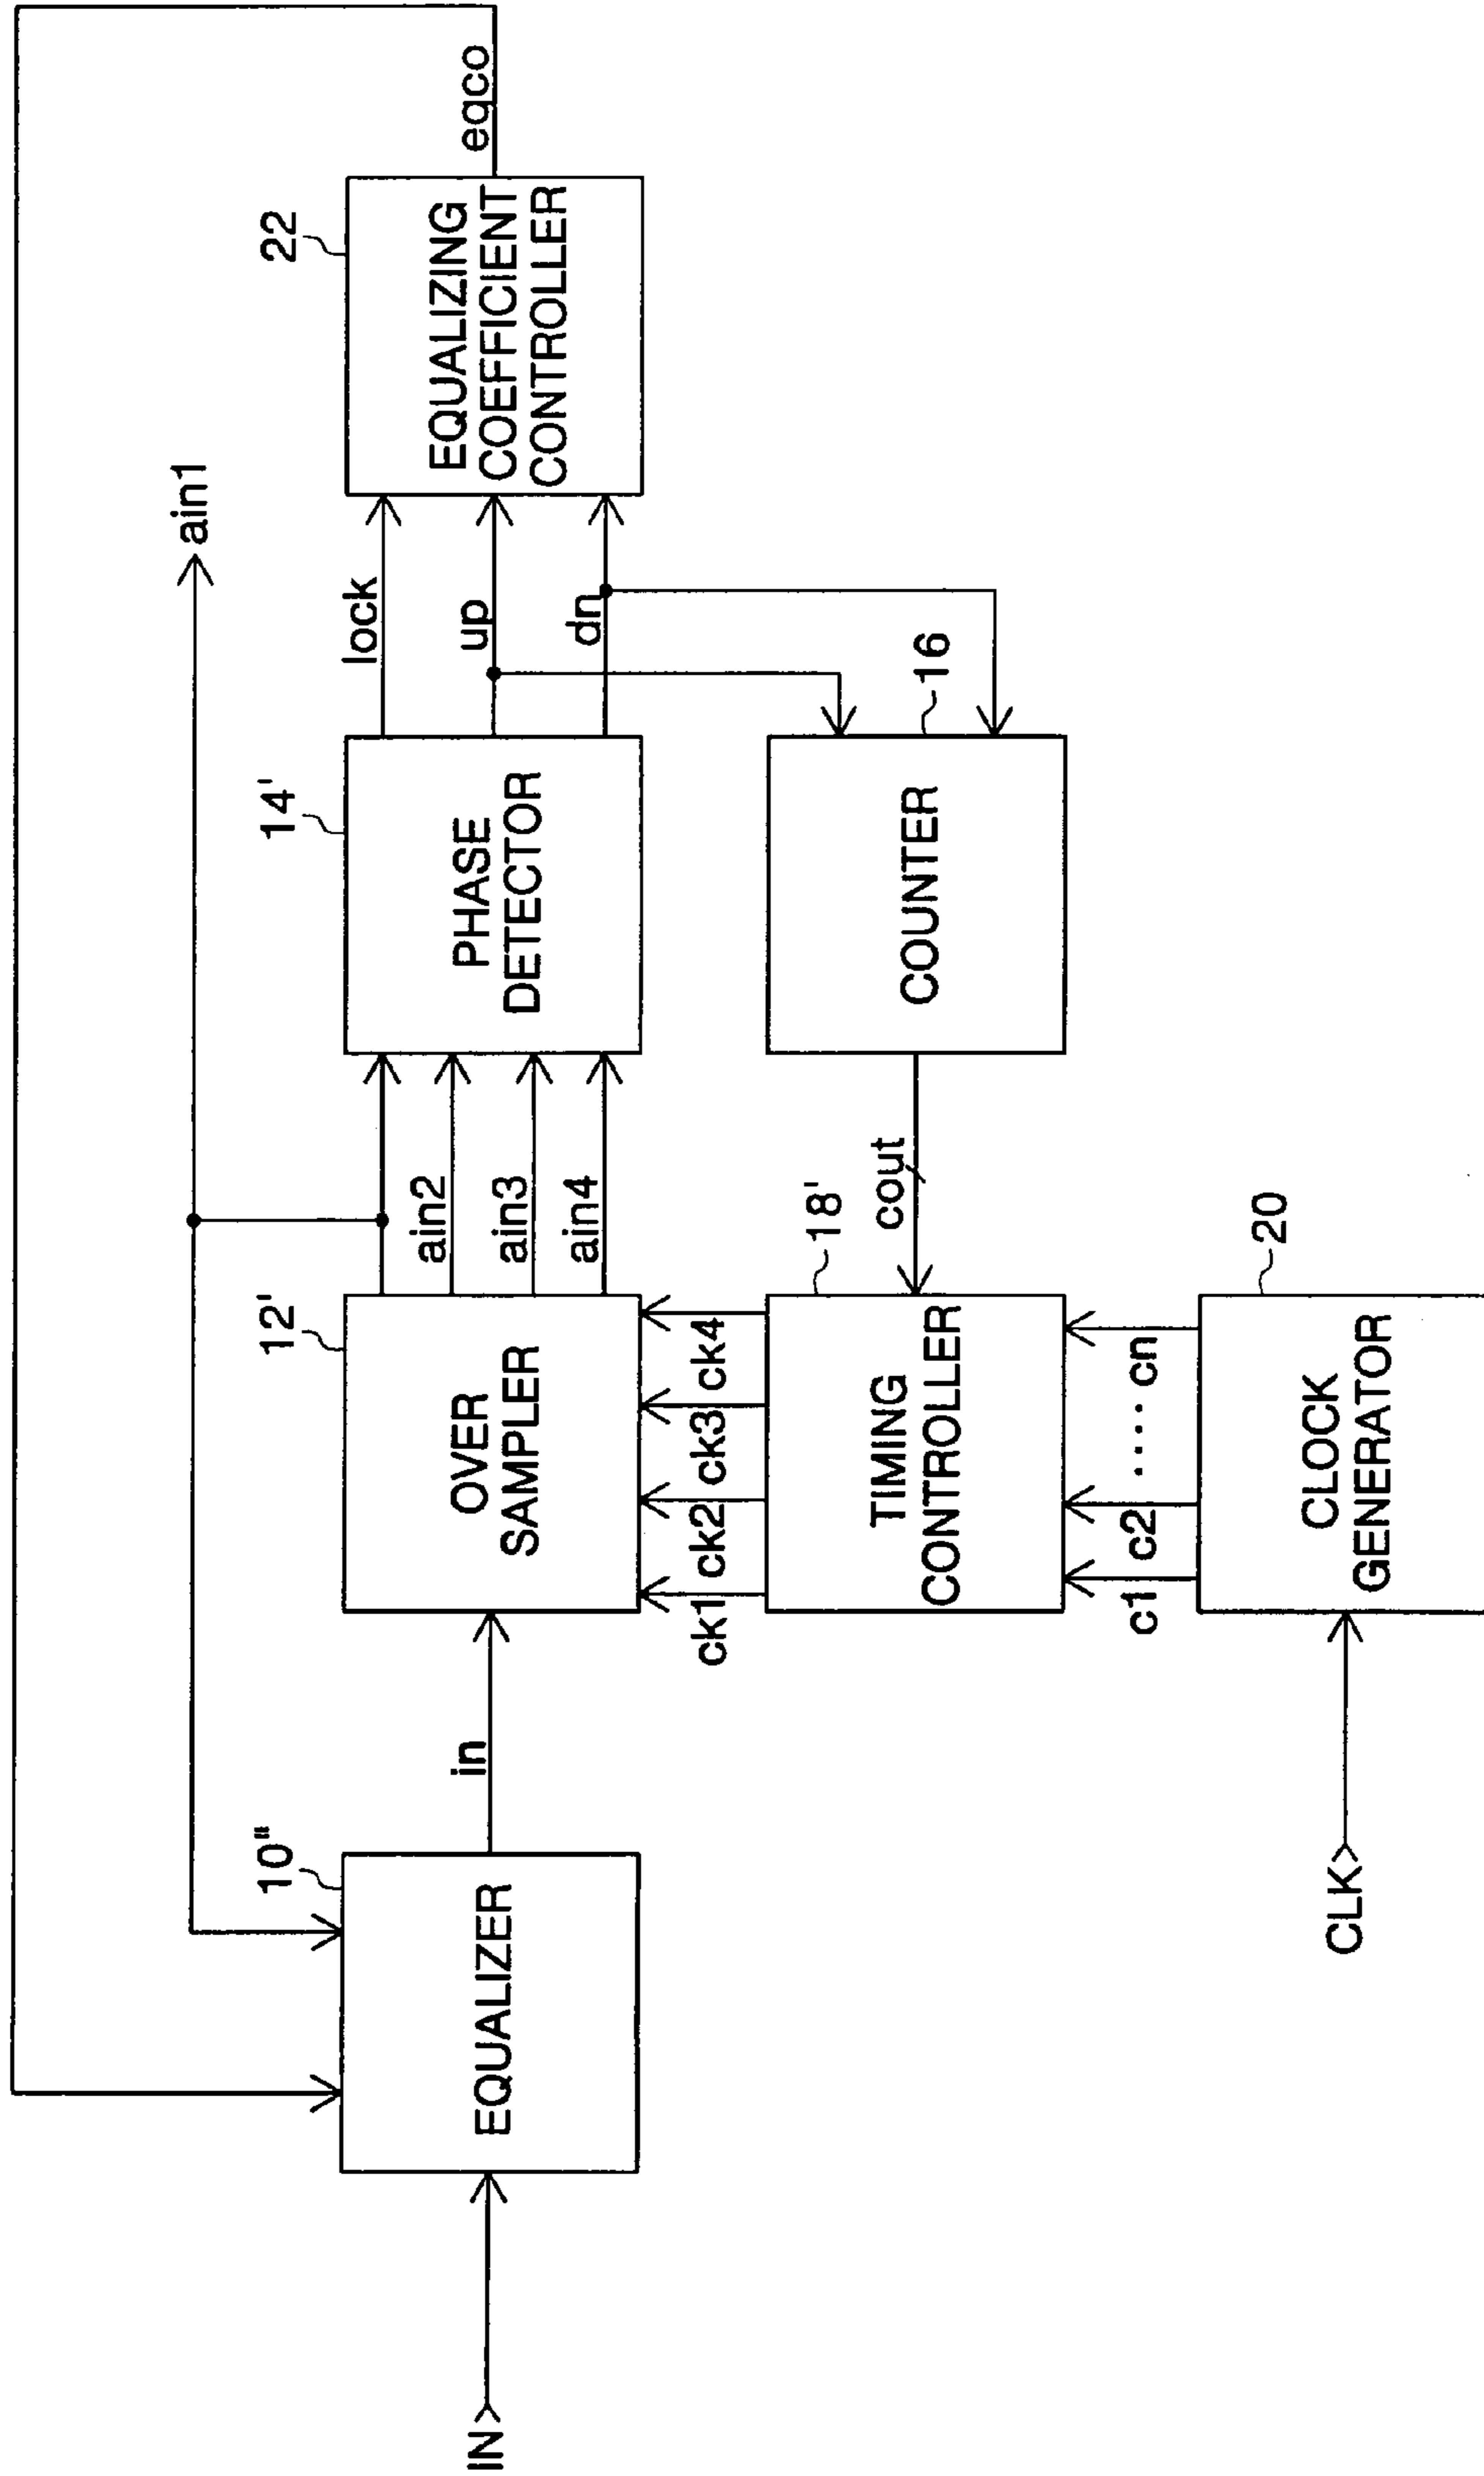 eqco
22
EQUALIZING
COEFFICIENT
CONTROLLER
ain1
lock
up
dn
14'
PHASE
DETECTOR
16
COUNTER
12'
OVER
SAMPLER
ain2
ain3
ain4
cout
18'
TIMING
CONTROLLER
ck1
ck2
ck3
ck4
20
CLOCK
GENERATOR
c1
c2
....
cn
in
10"
EQUALIZER
IN
CLK